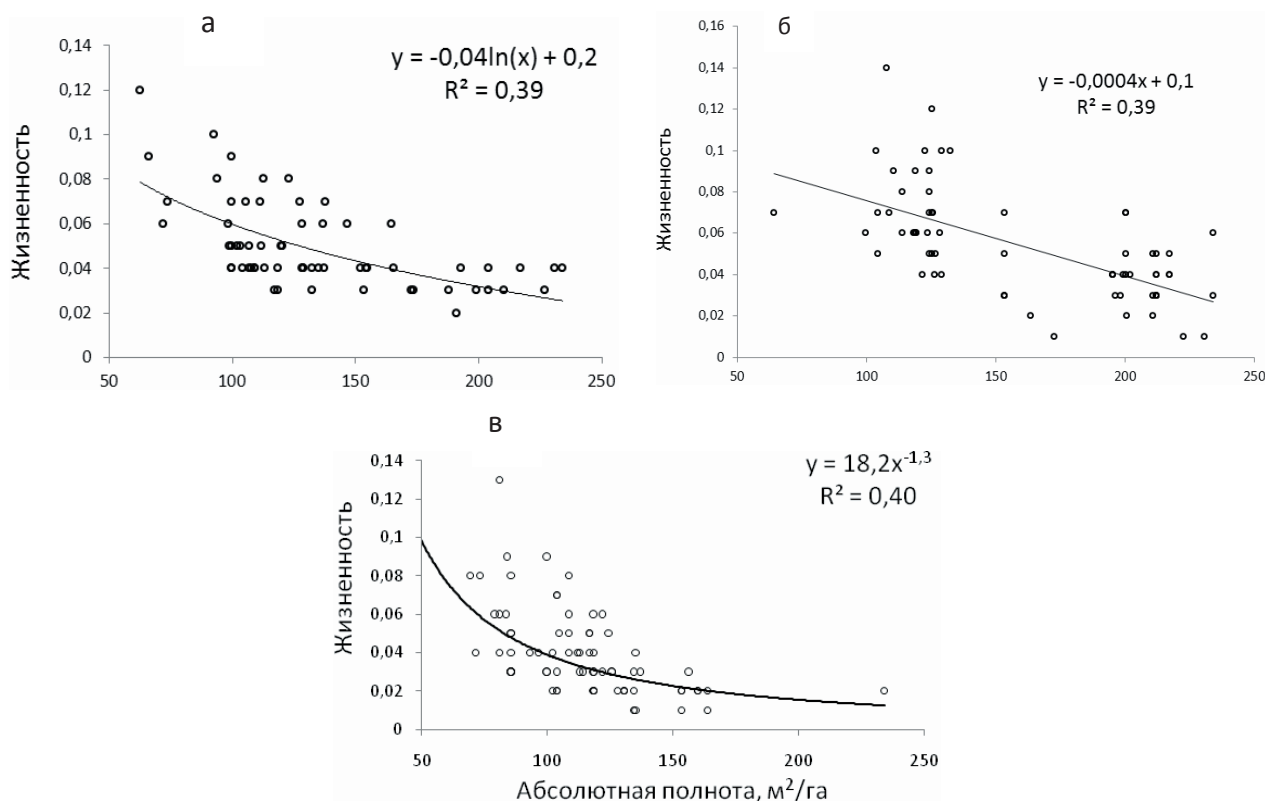 а
y = -0,04ln(x) + 0,2
R² = 0,39
Жизненность
0,14
0,12
0,1
0,08
0,06
0,04
0,02
0
50 100 150 200 250
б
y = -0,0004x + 0,1
R² = 0,39
0,16
0,14
0,12
0,1
0,08
0,06
0,04
0,02
0
50 100 150 200 250
в
y = 18,2x⁻¹,³
R² = 0,40
Жизненность
0,14
0,12
0,1
0,08
0,06
0,04
0,02
0
50 100 150 200 250
Абсолютная полнота, м²/га